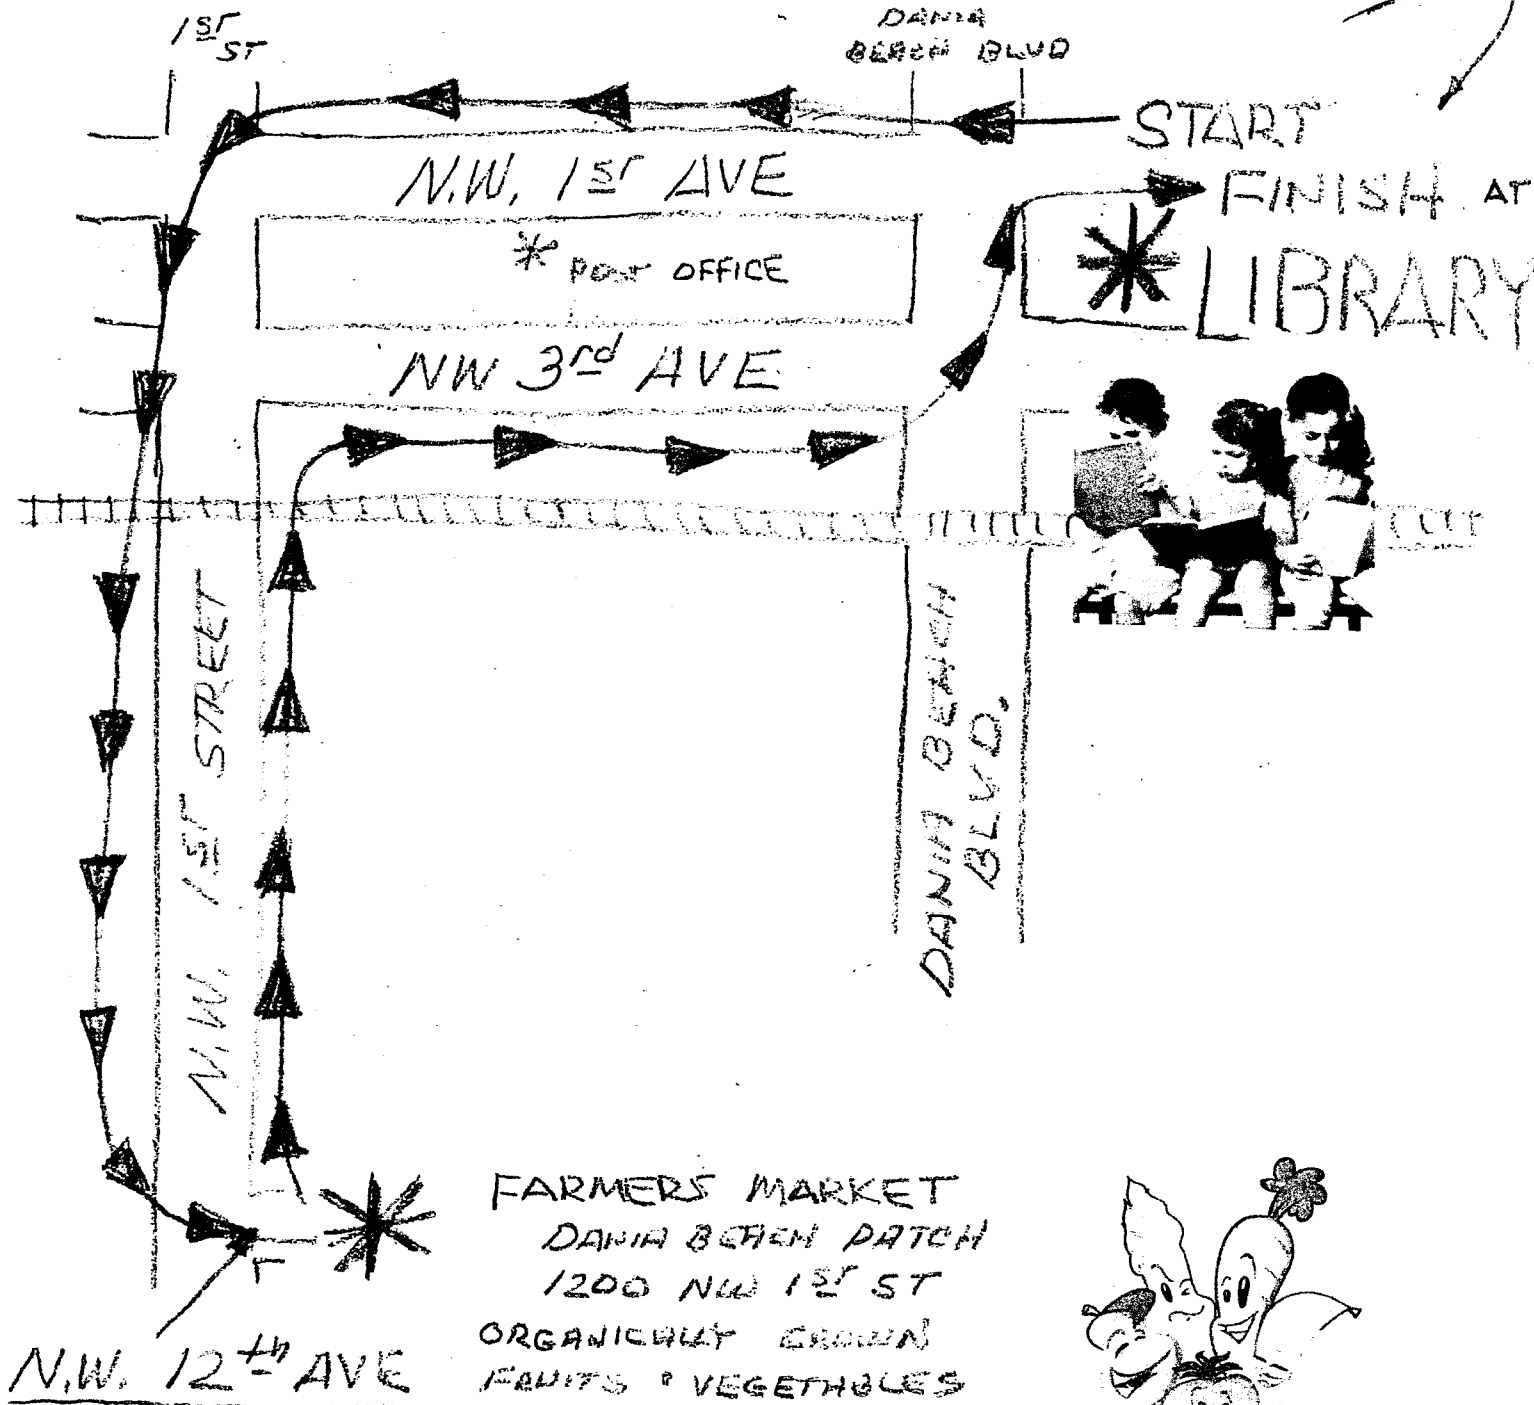 1ST
ST
DANIA
BEACH BLVD
START
N.W. 1ST AVE
FINISH AT
* POST OFFICE
* LIBRARY
NW 3rd AVE
N.W. 1ST STREET
DANIA BEACH
BLVD.
FARMERS MARKET
DANIA BEACH PATCH
1200 NW 1ST ST
ORGANICALLY GROWN
FRUITS & VEGETABLES
N.W. 12th AVE